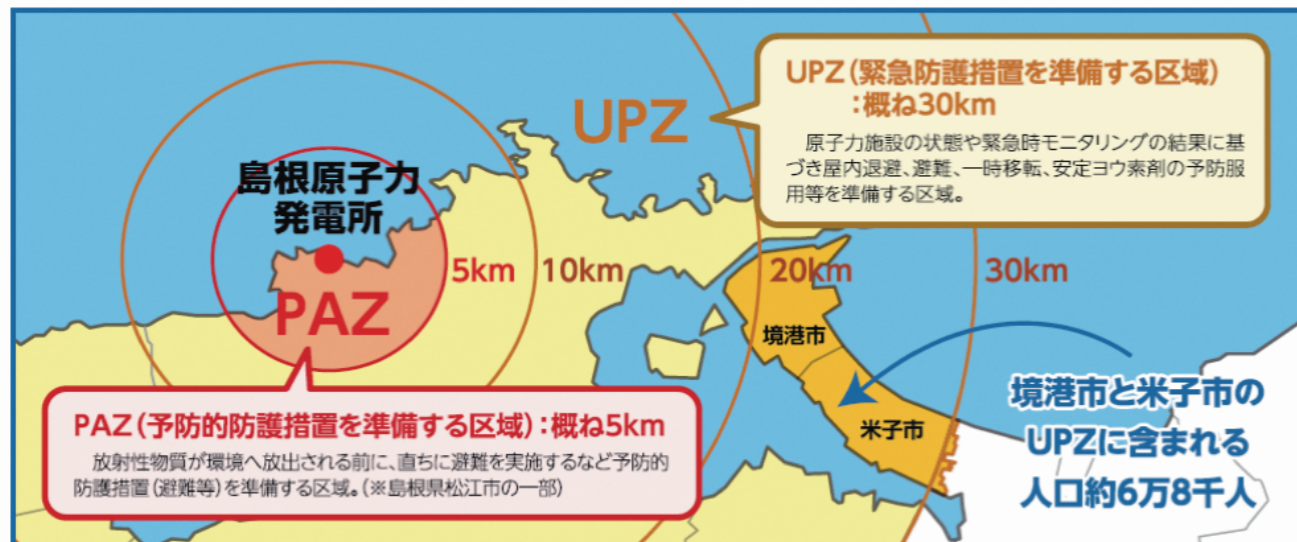 UPZ（緊急防護措置を準備する区域）
：概ね30km
原子力施設の状態や緊急時モニタリングの結果に基
づき屋内退避、避難、一時移転、安定ヨウ素剤の予防服
用等を準備する区域。
UPZ
島根原子力
発電所
PAZ
5km
10km
20km
30km
境港市
米子市
PAZ（予防的防護措置を準備する区域）：概ね5km
放射性物質が環境へ放出される前に、直ちに避難を実施するなど予防的
防護措置（避難等）を準備する区域。（※島根県松江市の一部）
境港市と米子市の
UPZに含まれる
人口約6万8千人